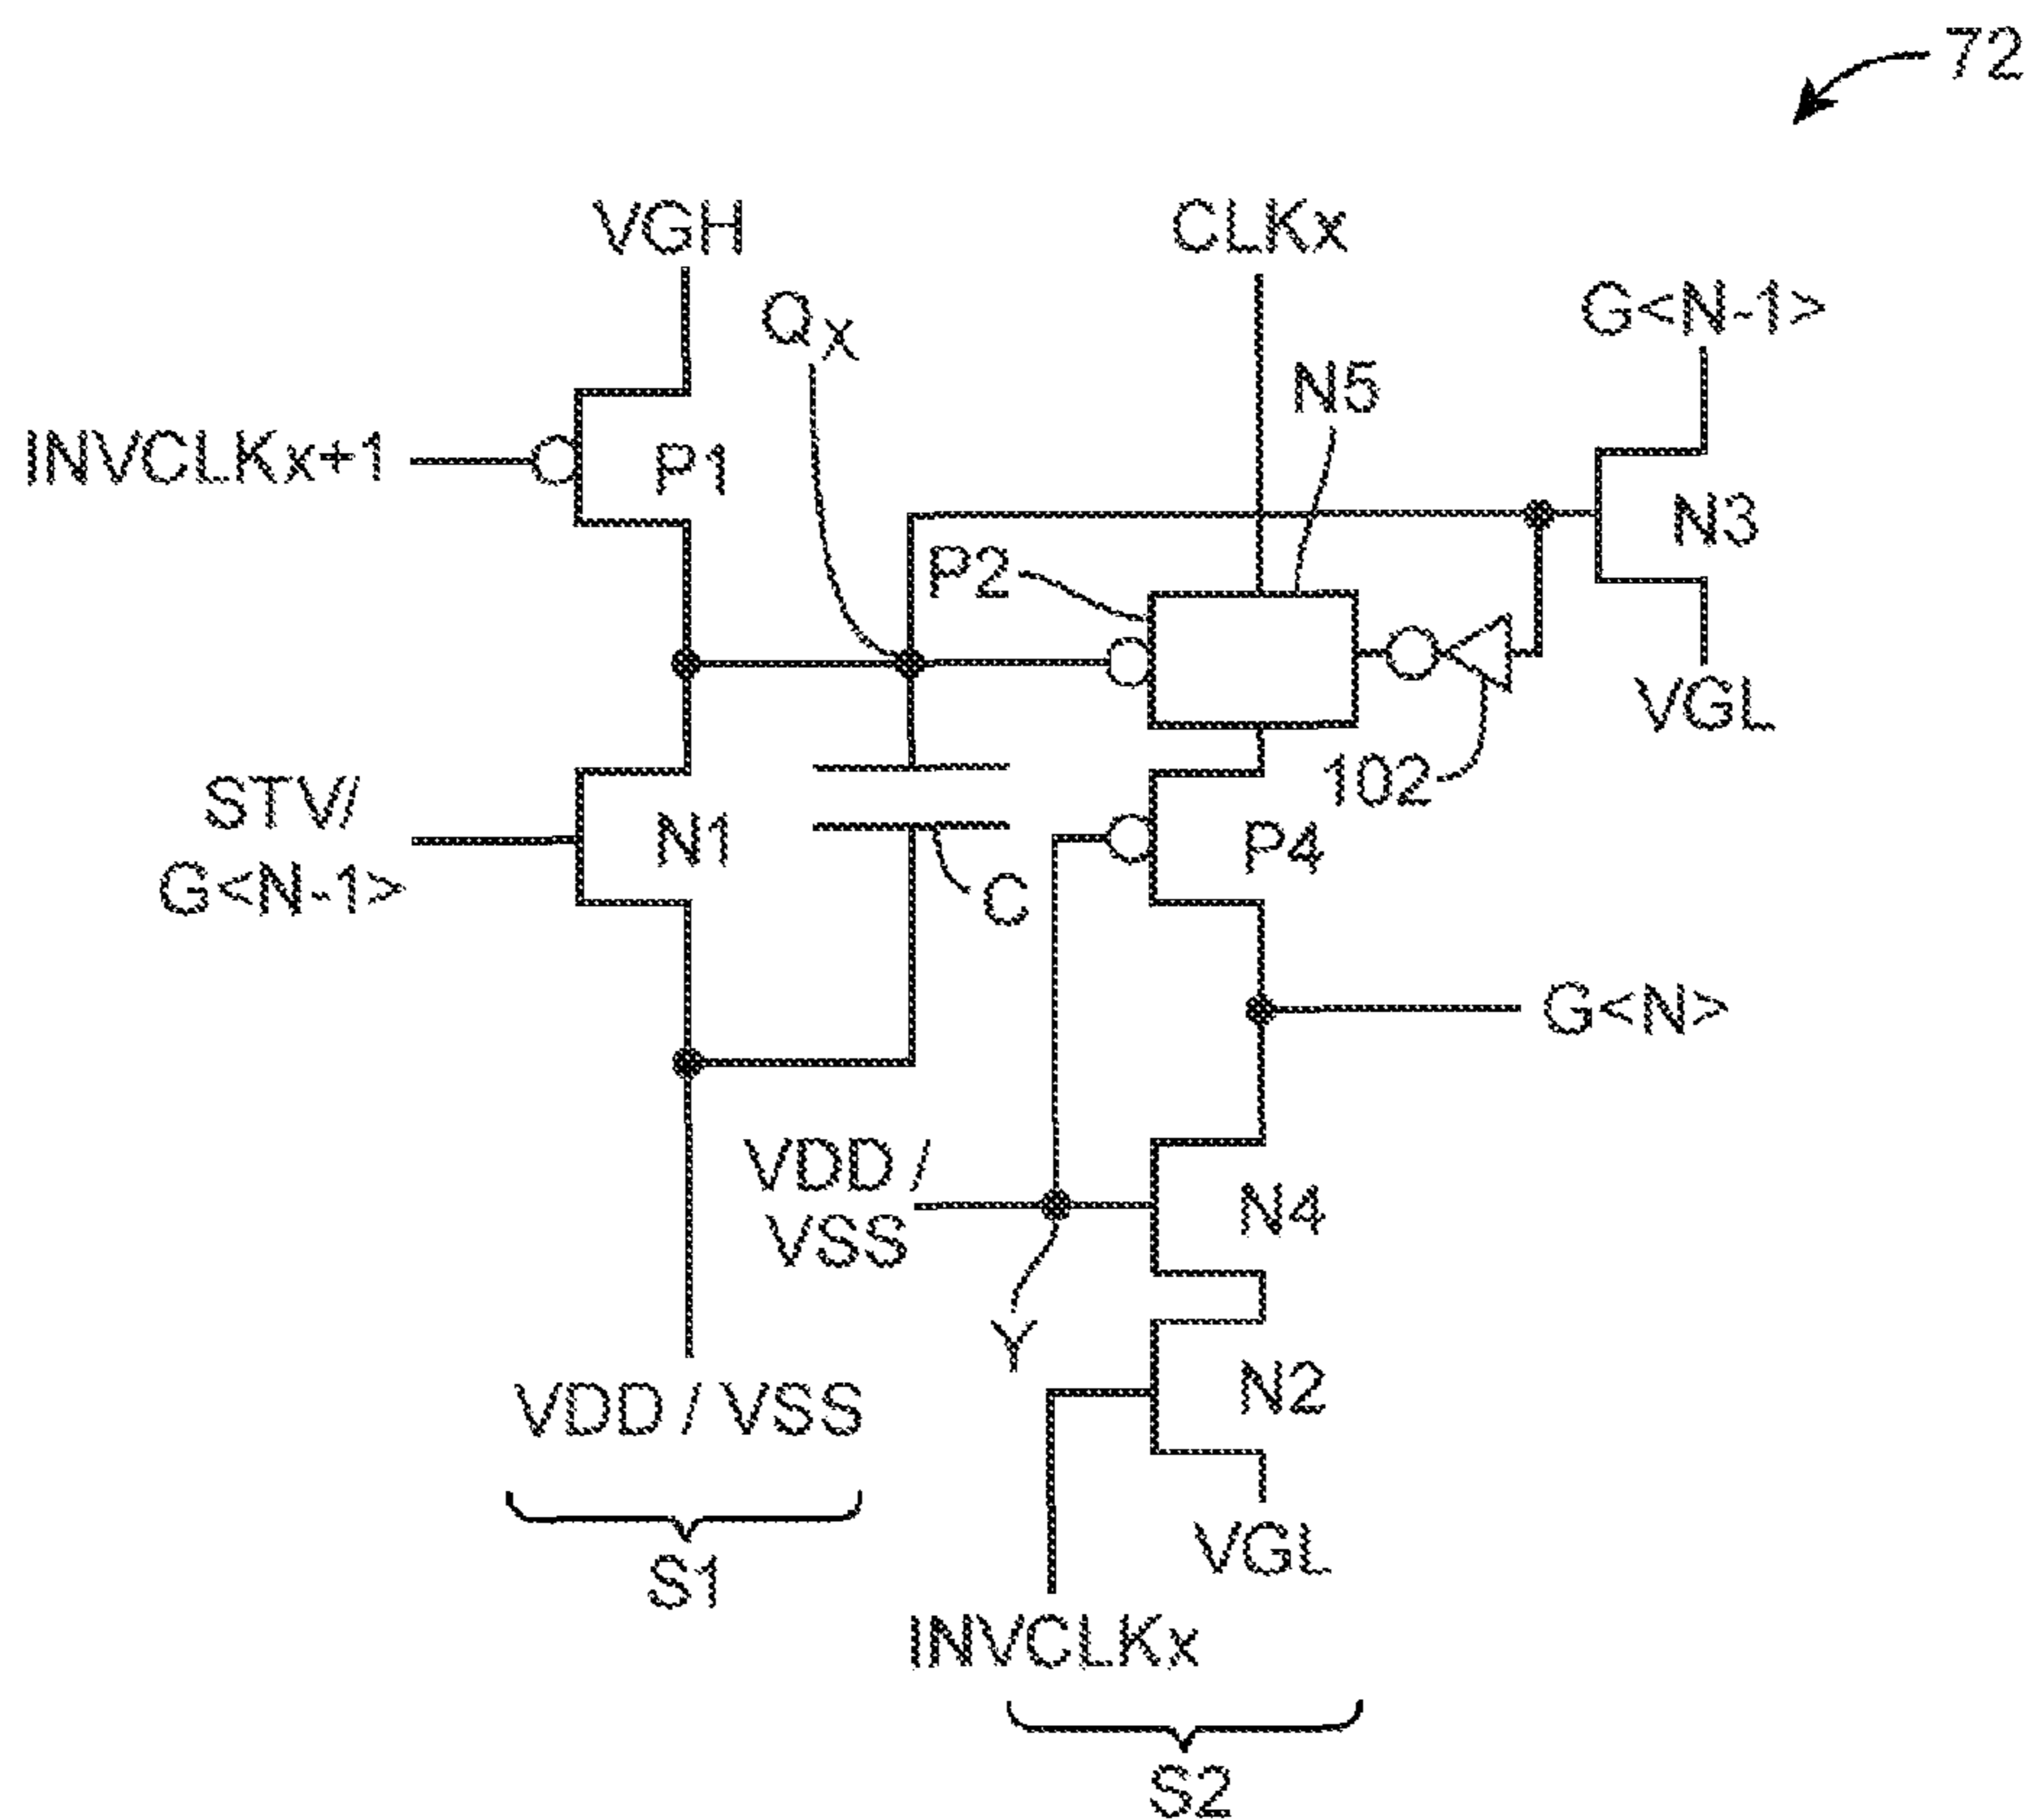 72
VGH
CLKx
G<N-1>
QX
N5
INVCLKx+1
P1
N3
P2
VGL
102
STV/
G<N-1>
N1
P4
C
G<N>
VDD /
VSS
N4
Y
N2
VDD / VSS
VGL
S1
INVCLKx
S2